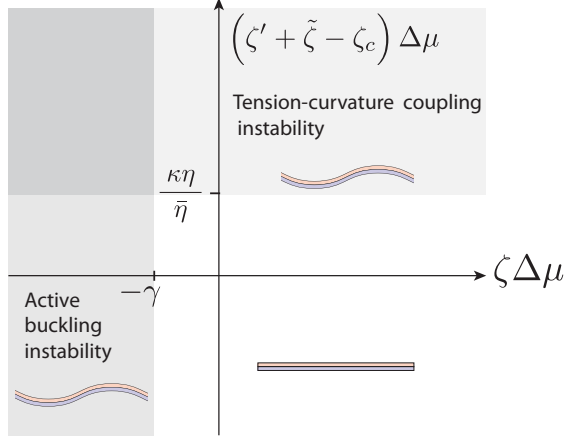 (ζ′ + ζ̃ − ζ_c) Δμ
Tension-curvature coupling
instability
κη
η̄
ζΔμ
−γ
Active
buckling
instability